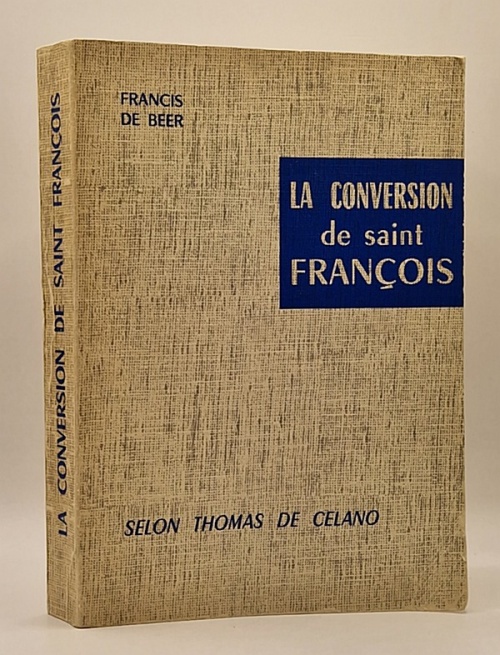 FRANCIS
DE BEER
LA CONVERSION
de saint
FRANÇOIS
SELON THOMAS DE CELANO
LA CONVERSION DE SAINT FRANÇOIS